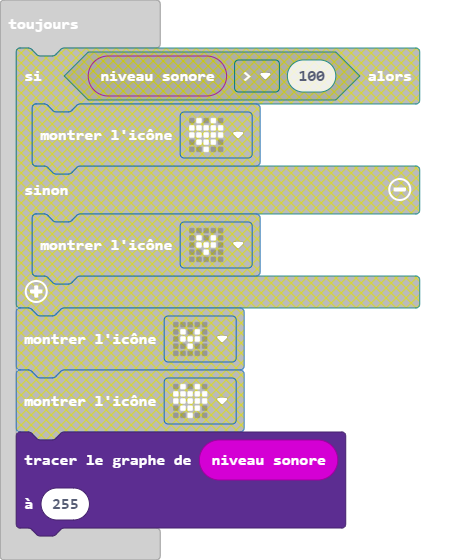 toujours
si niveau sonore > 100 alors
montrer l'icône
sinon
montrer l'icône
montrer l'icône
montrer l'icône
tracer le graphe de niveau sonore
à 255